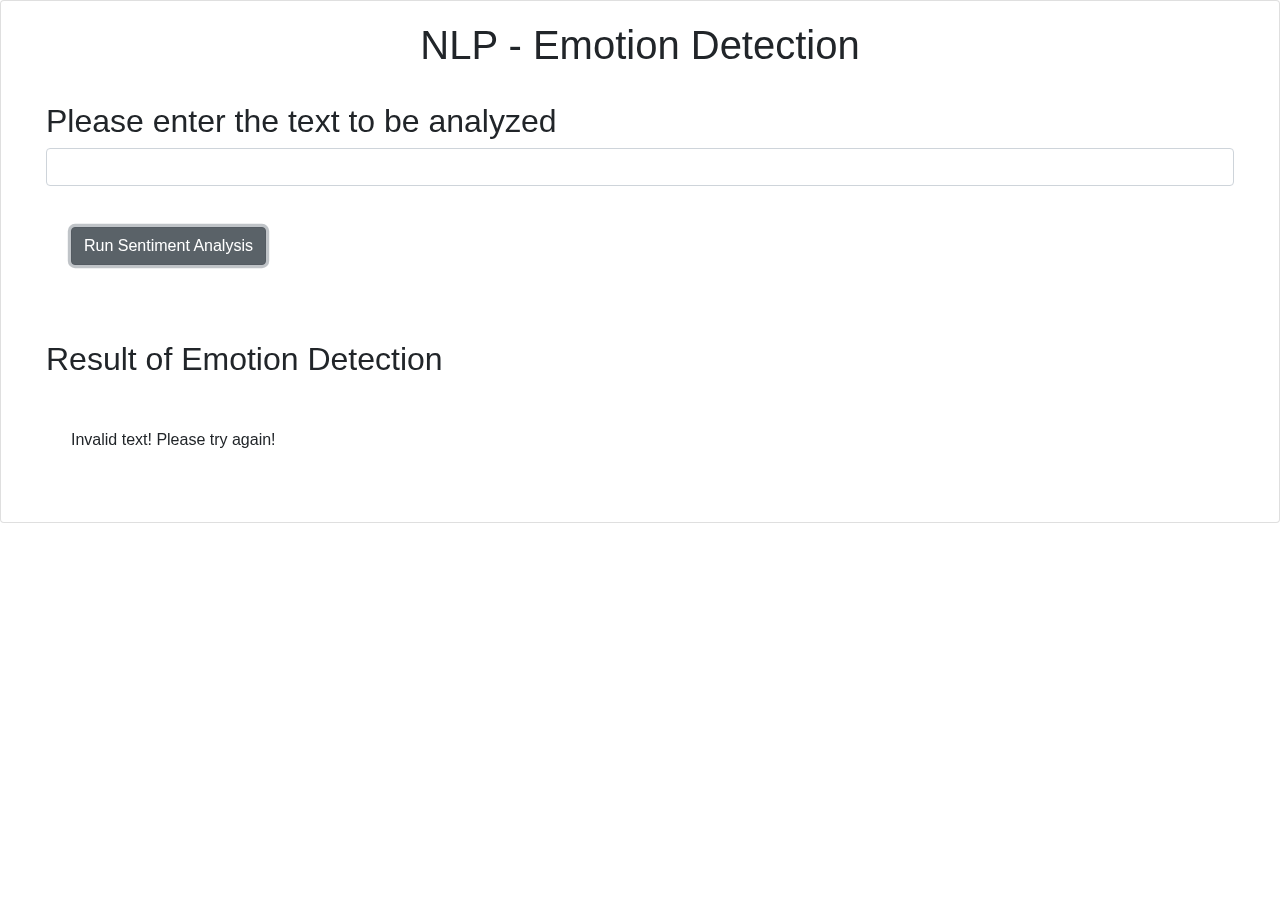 NLP - Emotion Detection
Please enter the text to be analyzed
Run Sentiment Analysis
Result of Emotion Detection
Invalid text! Please try again!